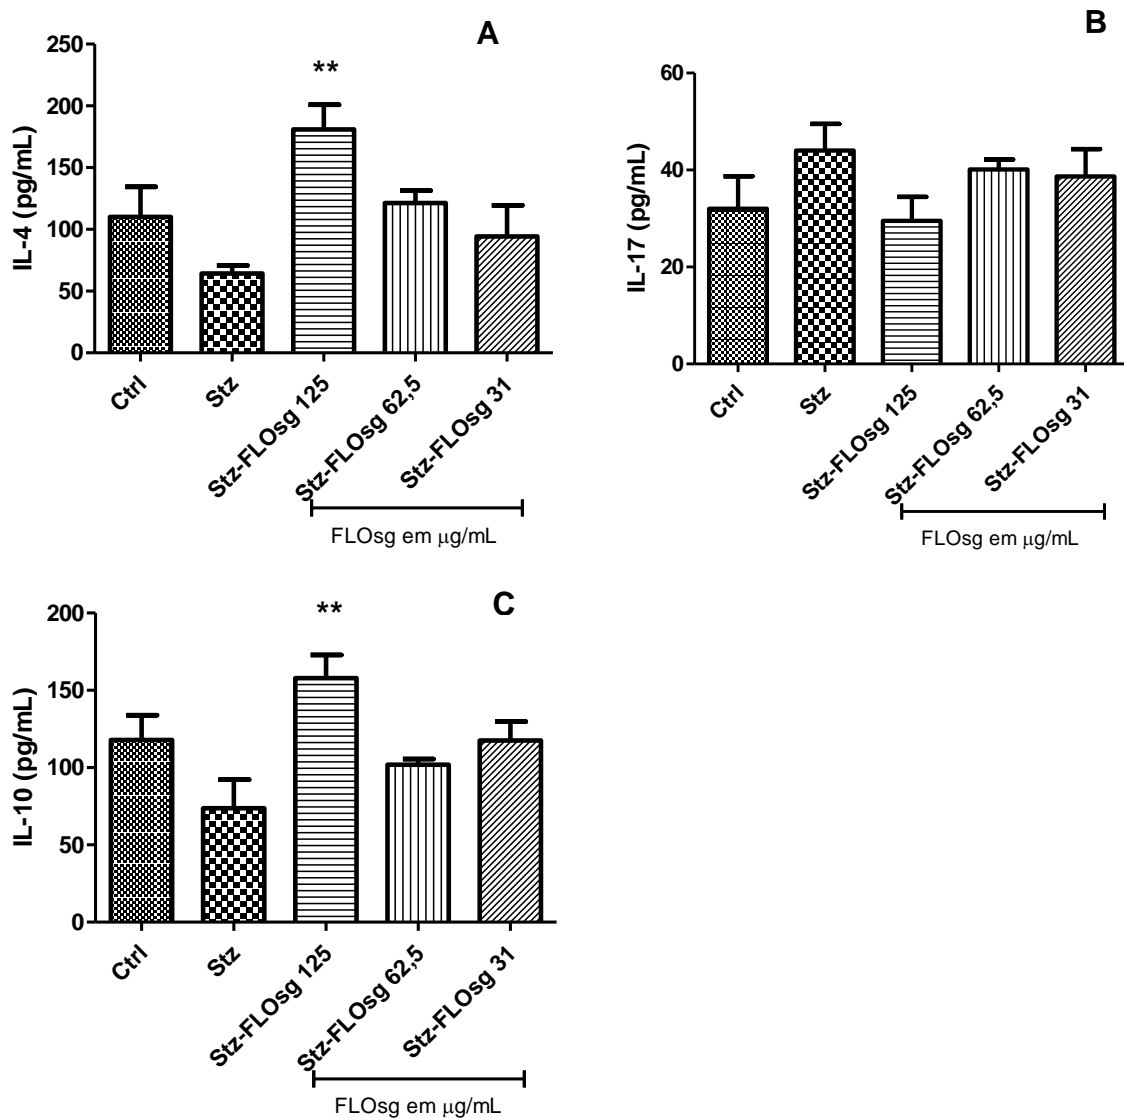 A
250
200
150
100
50
0
IL-4 (pg/mL)
**
Ctrl
Stz
Stz-FLOsg 125
Stz-FLOsg 62,5
Stz-FLOsg 31
FLOsg em μg/mL
B
60
40
20
0
IL-17 (pg/mL)
Ctrl
Stz
Stz-FLOsg 125
Stz-FLOsg 62,5
Stz-FLOsg 31
FLOsg em μg/mL
C
200
150
100
50
0
IL-10 (pg/mL)
**
Ctrl
Stz
Stz-FLOsg 125
Stz-FLOsg 62,5
Stz-FLOsg 31
FLOsg em μg/mL